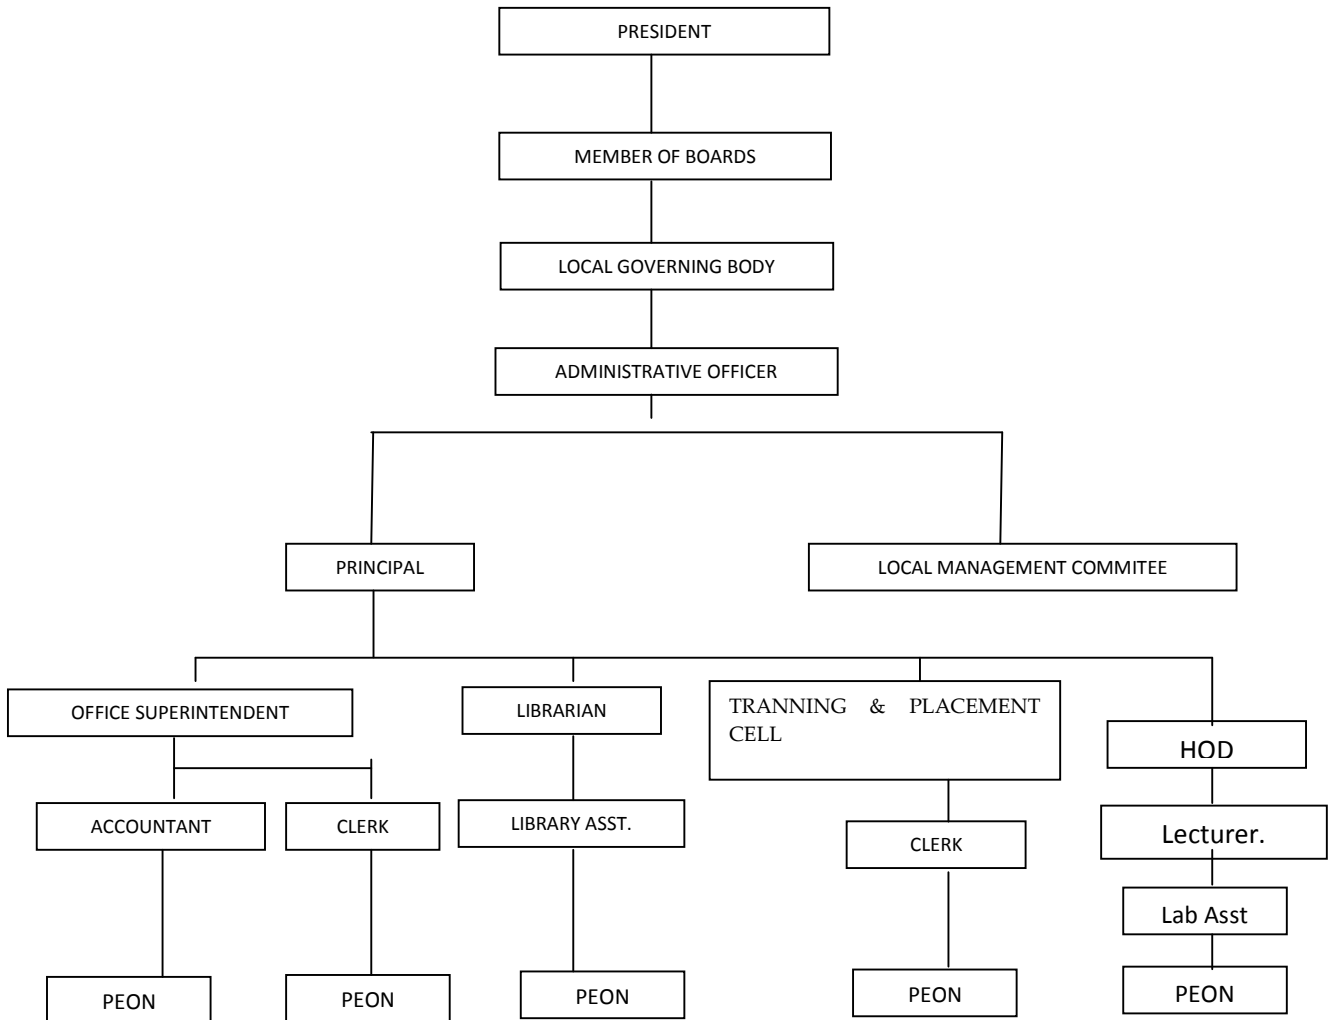 PRESIDENT
MEMBER OF BOARDS
LOCAL GOVERNING BODY
ADMINISTRATIVE OFFICER
PRINCIPAL
LOCAL MANAGEMENT COMMITEE
OFFICE SUPERINTENDENT
LIBRARIAN
TRANNING & PLACEMENT
CELL
HOD
ACCOUNTANT
CLERK
LIBRARY ASST.
CLERK
Lecturer.
Lab Asst
PEON
PEON
PEON
PEON
PEON